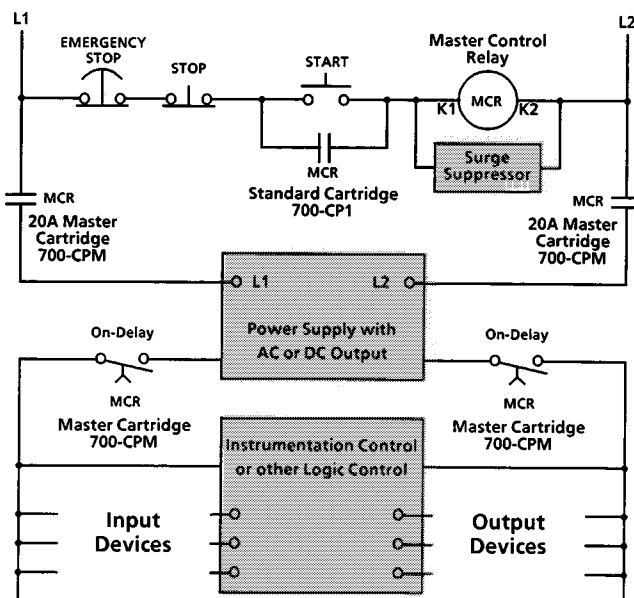 L1
L2
EMERGENCY
STOP
STOP
START
Master Control
Relay
K1
MCR
K2
Surge
Suppressor
MCR
Standard Cartridge
700-CP1
MCR
20A Master
Cartridge
700-CPM
MCR
20A Master
Cartridge
700-CPM
L1
L2
Power Supply with
AC or DC Output
On-Delay
MCR
Master Cartridge
700-CPM
On-Delay
MCR
Master Cartridge
700-CPM
Instrumentation Control
or other Logic Control
Input
Devices
Output
Devices